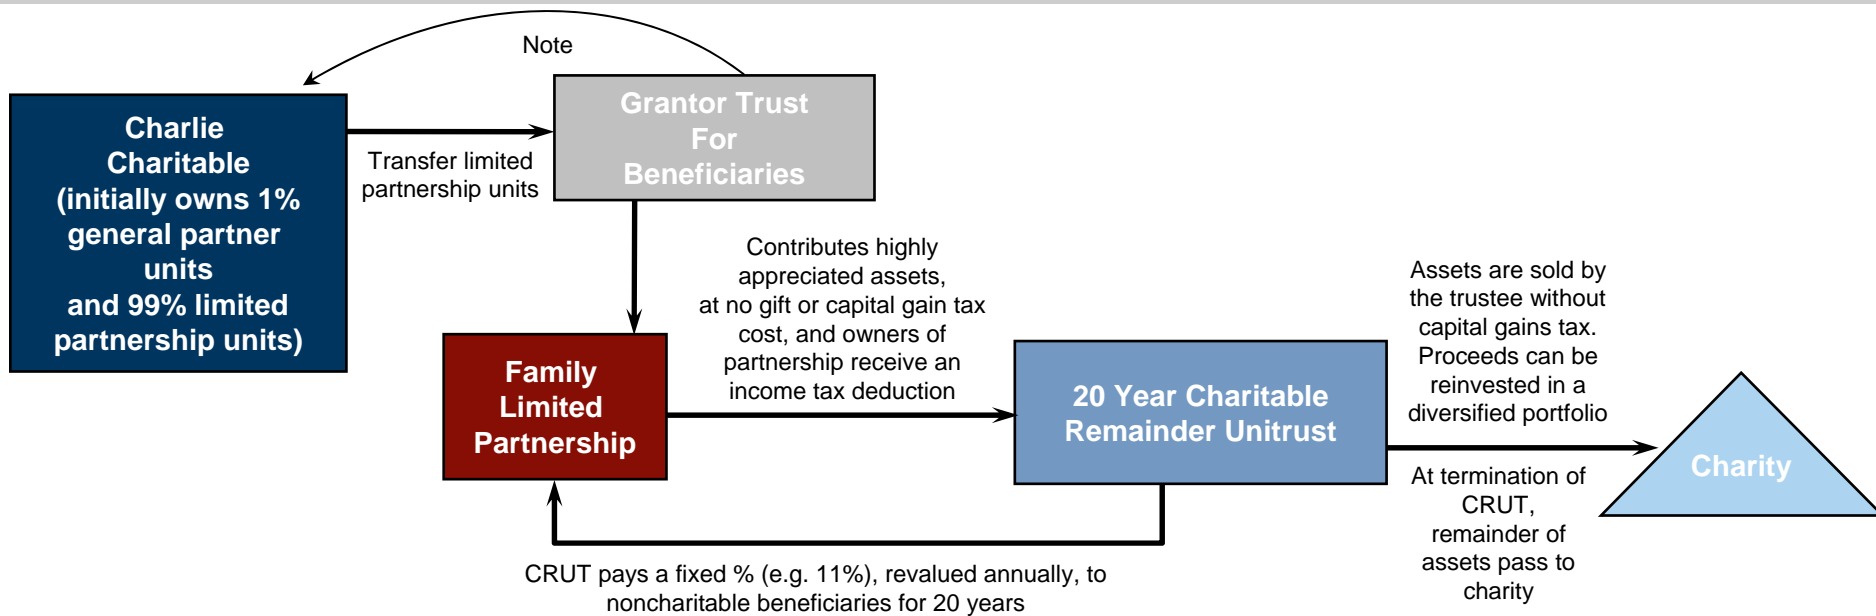 Note
Charlie
Charitable
(initially owns 1%
general partner
units
and 99% limited
partnership units)
Transfer limited
partnership units
Grantor Trust
For
Beneficiaries
Family
Limited
Partnership
Contributes highly
appreciated assets,
at no gift or capital gain tax
cost, and owners of
partnership receive an
income tax deduction
20 Year Charitable
Remainder Unitrust
Assets are sold by
the trustee without
capital gains tax.
Proceeds can be
reinvested in a
diversified portfolio
At termination of
CRUT,
remainder of
assets pass to
charity
Charity
CRUT pays a fixed % (e.g. 11%), revalued annually, to
noncharitable beneficiaries for 20 years